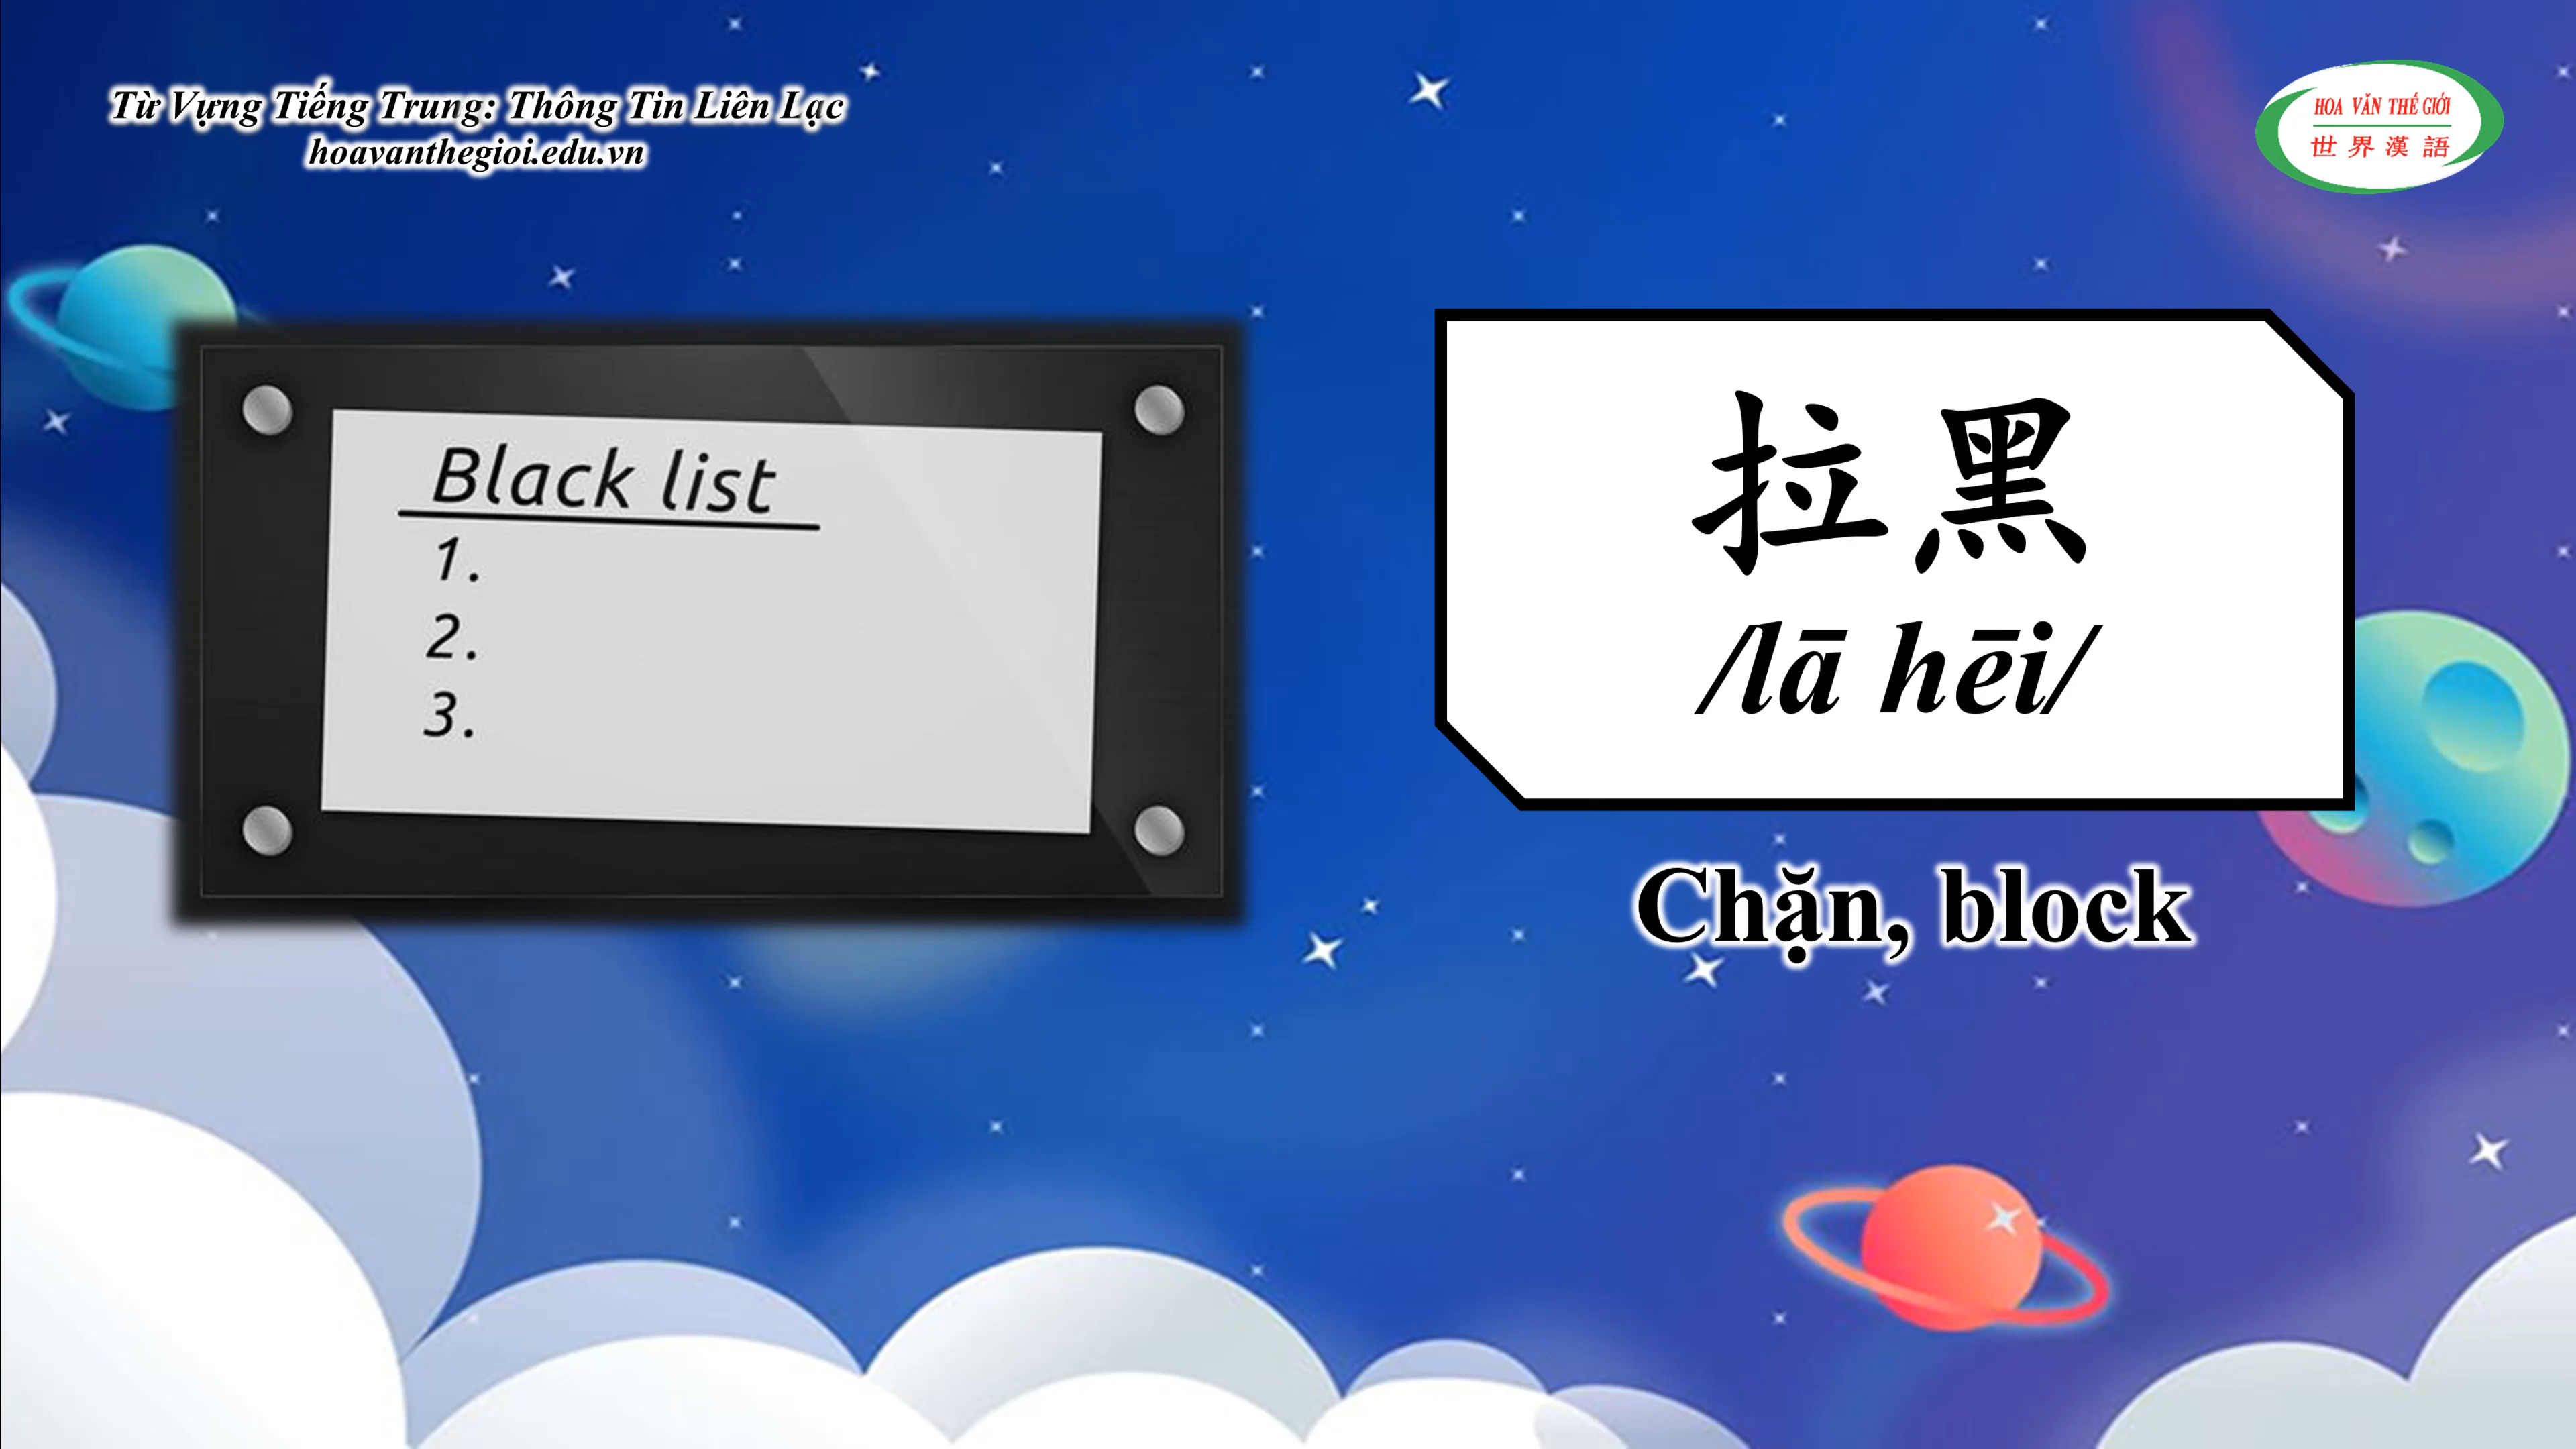 Từ Vựng Tiếng Trung: Thông Tin Liên Lạc
hoavanthegioi.edu.vn
HOA VĂN THẾ GIỚI
世界漢語
Black list
1.
2.
3.
拉黑
/lā hēi/
Chặn, block